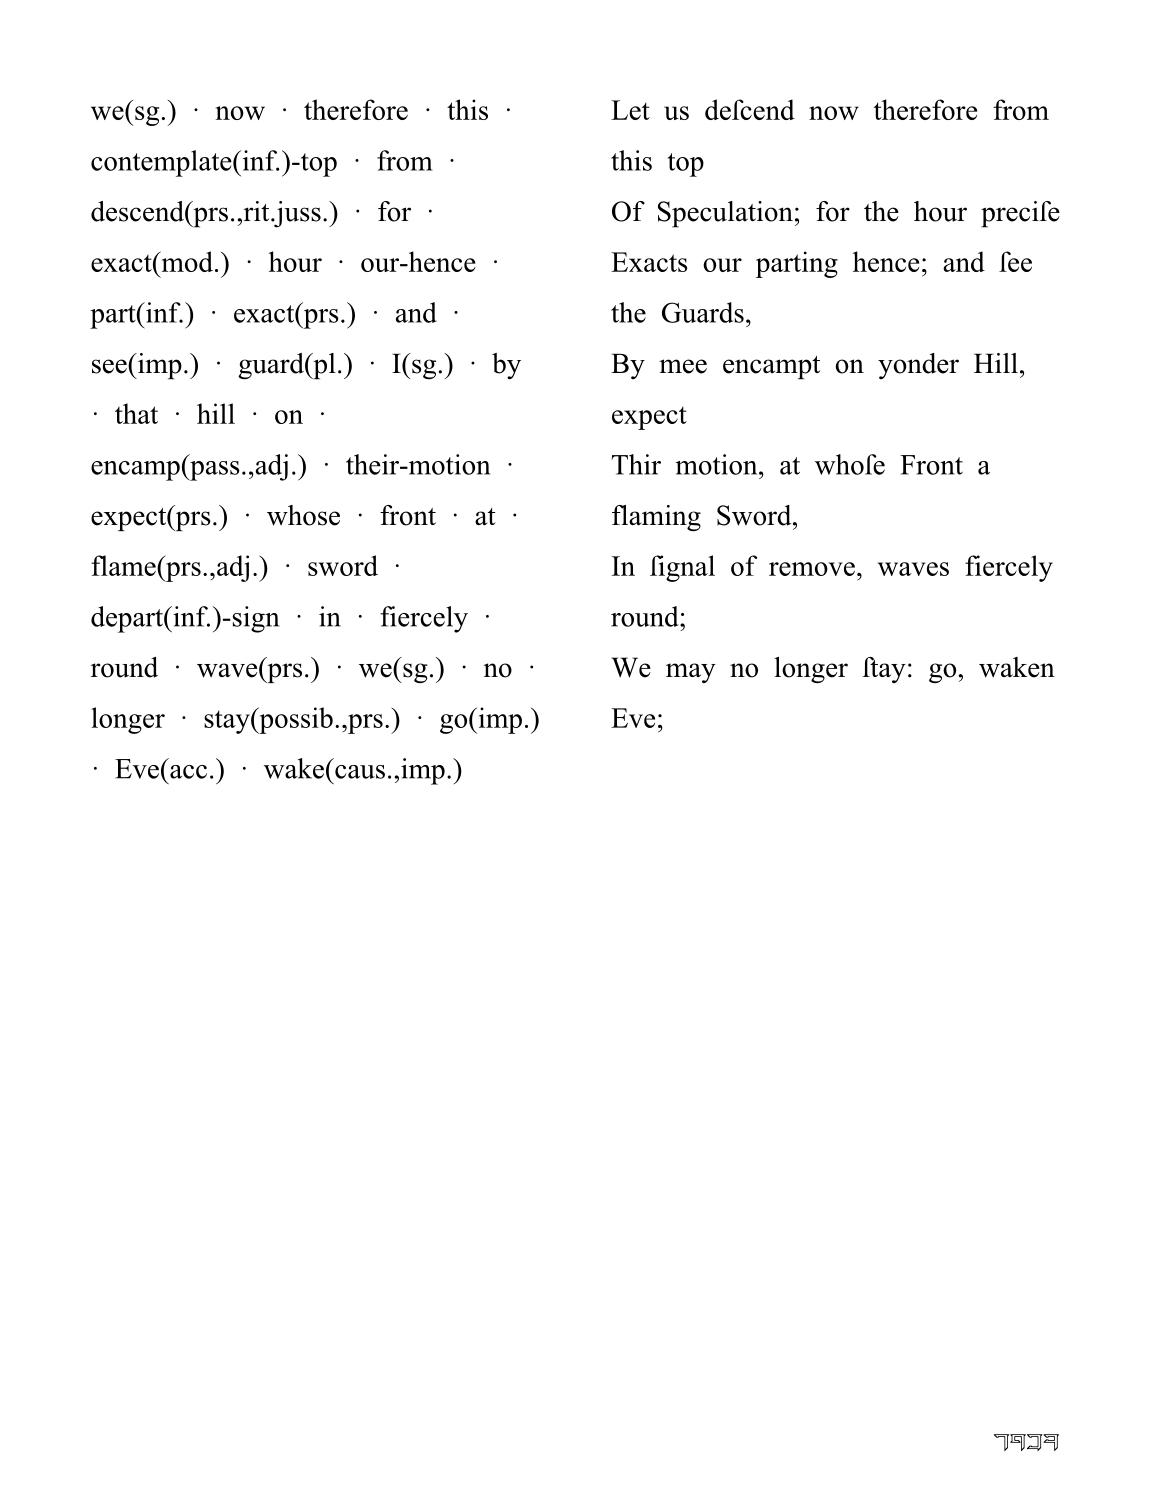 we(sg.) · now · therefore · this ·
contemplate(inf.)-top · from ·
descend(prs.,rit.juss.) · for ·
exact(mod.) · hour · our-hence ·
part(inf.) · exact(prs.) · and ·
see(imp.) · guard(pl.) · I(sg.) · by
· that · hill · on ·
encamp(pass.,adj.) · their-motion ·
expect(prs.) · whose · front · at ·
flame(prs.,adj.) · sword ·
depart(inf.)-sign · in · fiercely ·
round · wave(prs.) · we(sg.) · no ·
longer · stay(possib.,prs.) · go(imp.)
· Eve(acc.) · wake(caus.,imp.)
Let us deſcend now therefore from
this top
Of Speculation; for the hour preciſe
Exacts our parting hence; and ſee
the Guards,
By mee encampt on yonder Hill,
expect
Thir motion, at whoſe Front a
flaming Sword,
In ſignal of remove, waves fiercely
round;
We may no longer ſtay: go, waken
Eve;